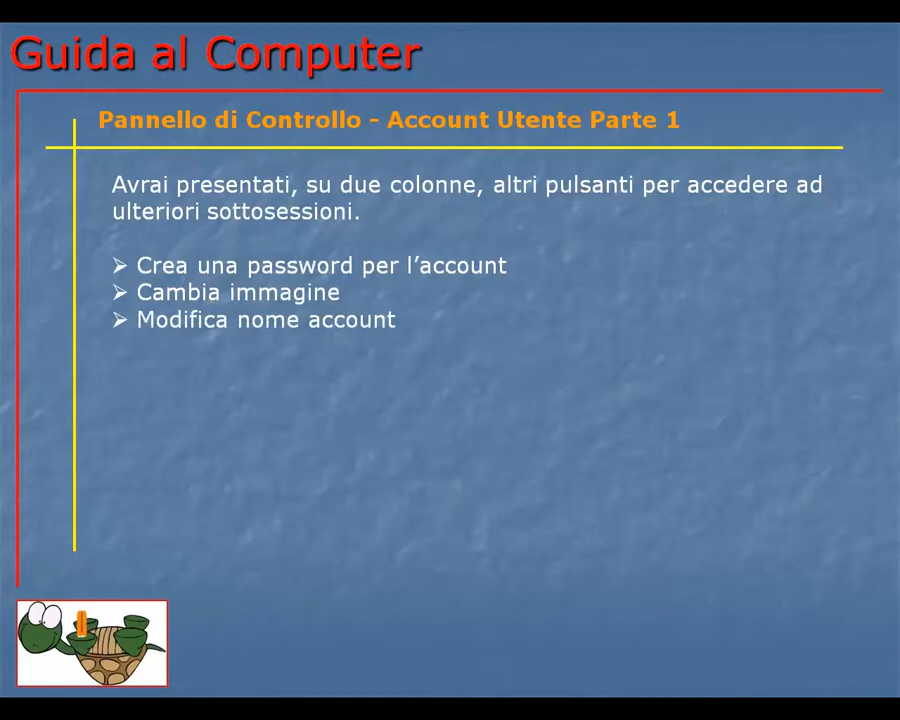 Guida al Computer
Pannello di Controllo - Account Utente Parte 1
Avrai presentati, su due colonne, altri pulsanti per accedere ad
ulteriori sottosessioni.
⮚ Crea una password per l’account
⮚ Cambia immagine
⮚ Modifica nome account